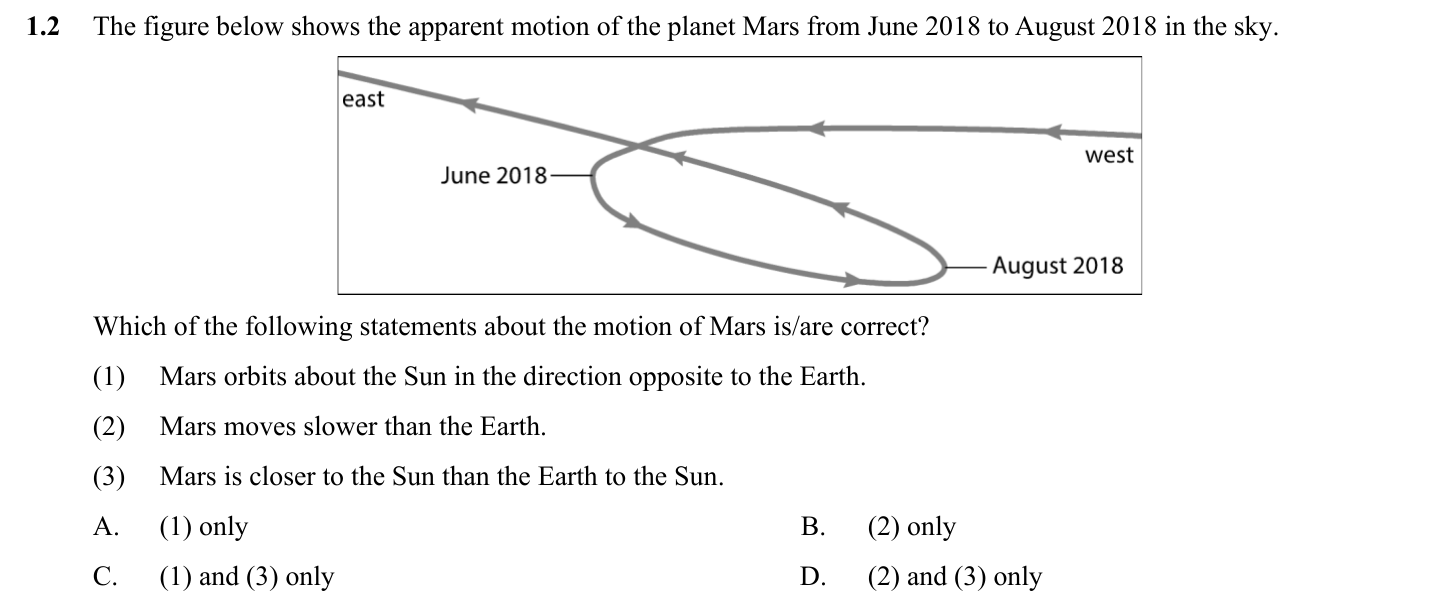 1.2 The figure below shows the apparent motion of the planet Mars from June 2018 to August 2018 in the sky.
east
west
June 2018
August 2018
Which of the following statements about the motion of Mars is/are correct?
(1) Mars orbits about the Sun in the direction opposite to the Earth.
(2) Mars moves slower than the Earth.
(3) Mars is closer to the Sun than the Earth to the Sun.
A. (1) only B. (2) only
C. (1) and (3) only D. (2) and (3) only